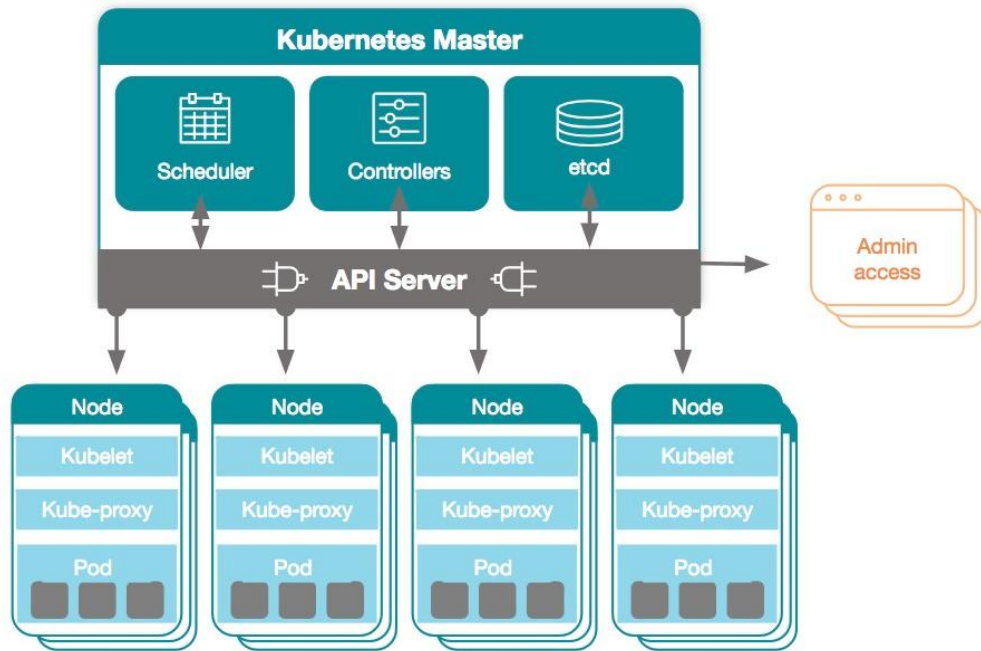 Kubernetes Master
Scheduler
Controllers
etcd
API Server
Admin
access
Node
Kubelet
Kube-proxy
Pod
Node
Kubelet
Kube-proxy
Pod
Node
Kubelet
Kube-proxy
Pod
Node
Kubelet
Kube-proxy
Pod